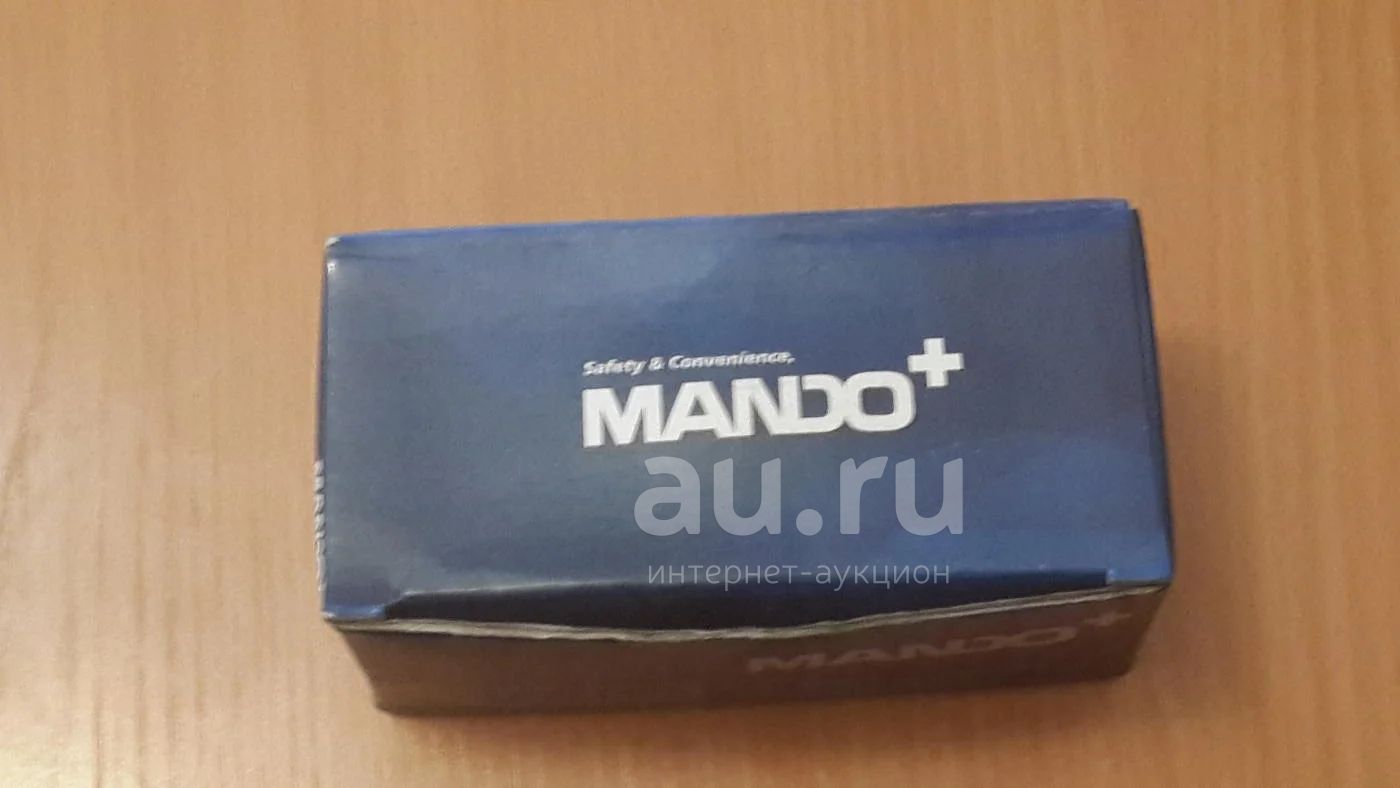 Safety & Convenience,
MANDO+
au.ru
интернет-аукцион
MANDO+